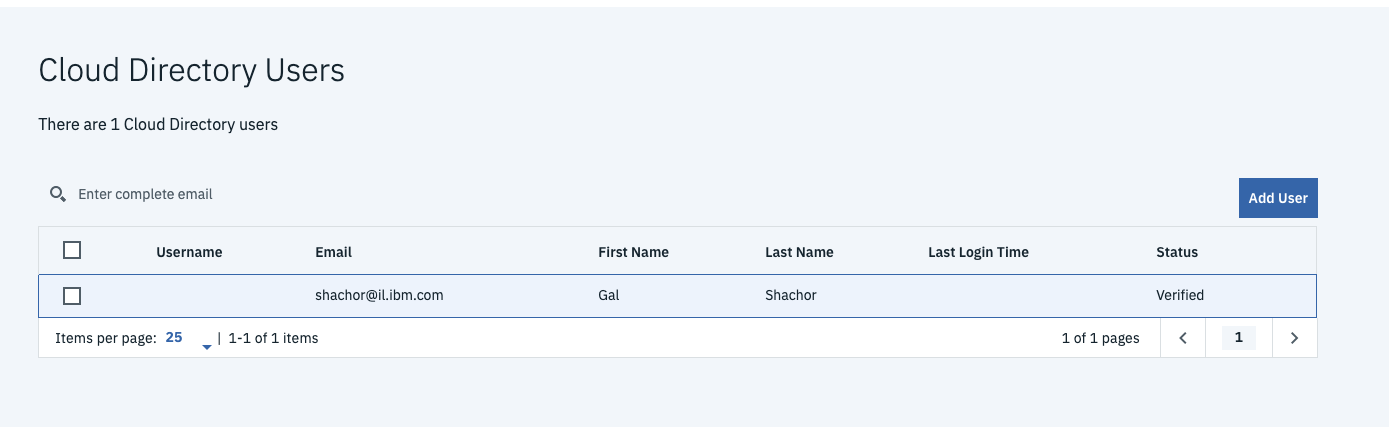 Cloud Directory Users
There are 1 Cloud Directory users
Enter complete email
Add User
Username Email First Name Last Name Last Login Time Status
shachor@il.ibm.com Gal Shachor Verified
Items per page: 25 | 1-1 of 1 items 1 of 1 pages 1